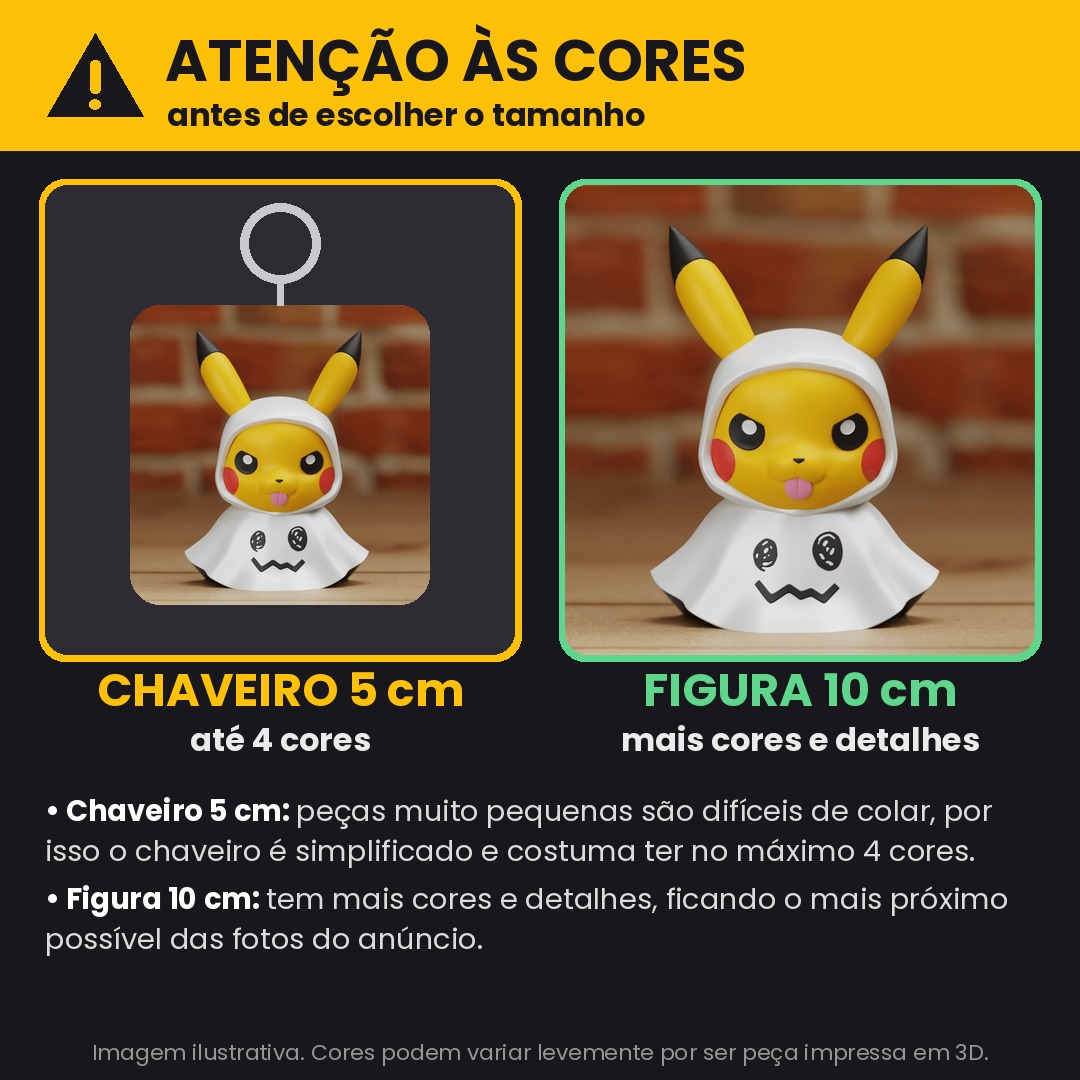 ATENÇÃO ÀS CORES
antes de escolher o tamanho
CHAVEIRO 5 cm
até 4 cores
FIGURA 10 cm
mais cores e detalhes
• Chaveiro 5 cm: peças muito pequenas são difíceis de colar, por
isso o chaveiro é simplificado e costuma ter no máximo 4 cores.
• Figura 10 cm: tem mais cores e detalhes, ficando o mais próximo
possível das fotos do anúncio.
Imagem ilustrativa. Cores podem variar levemente por ser peça impressa em 3D.